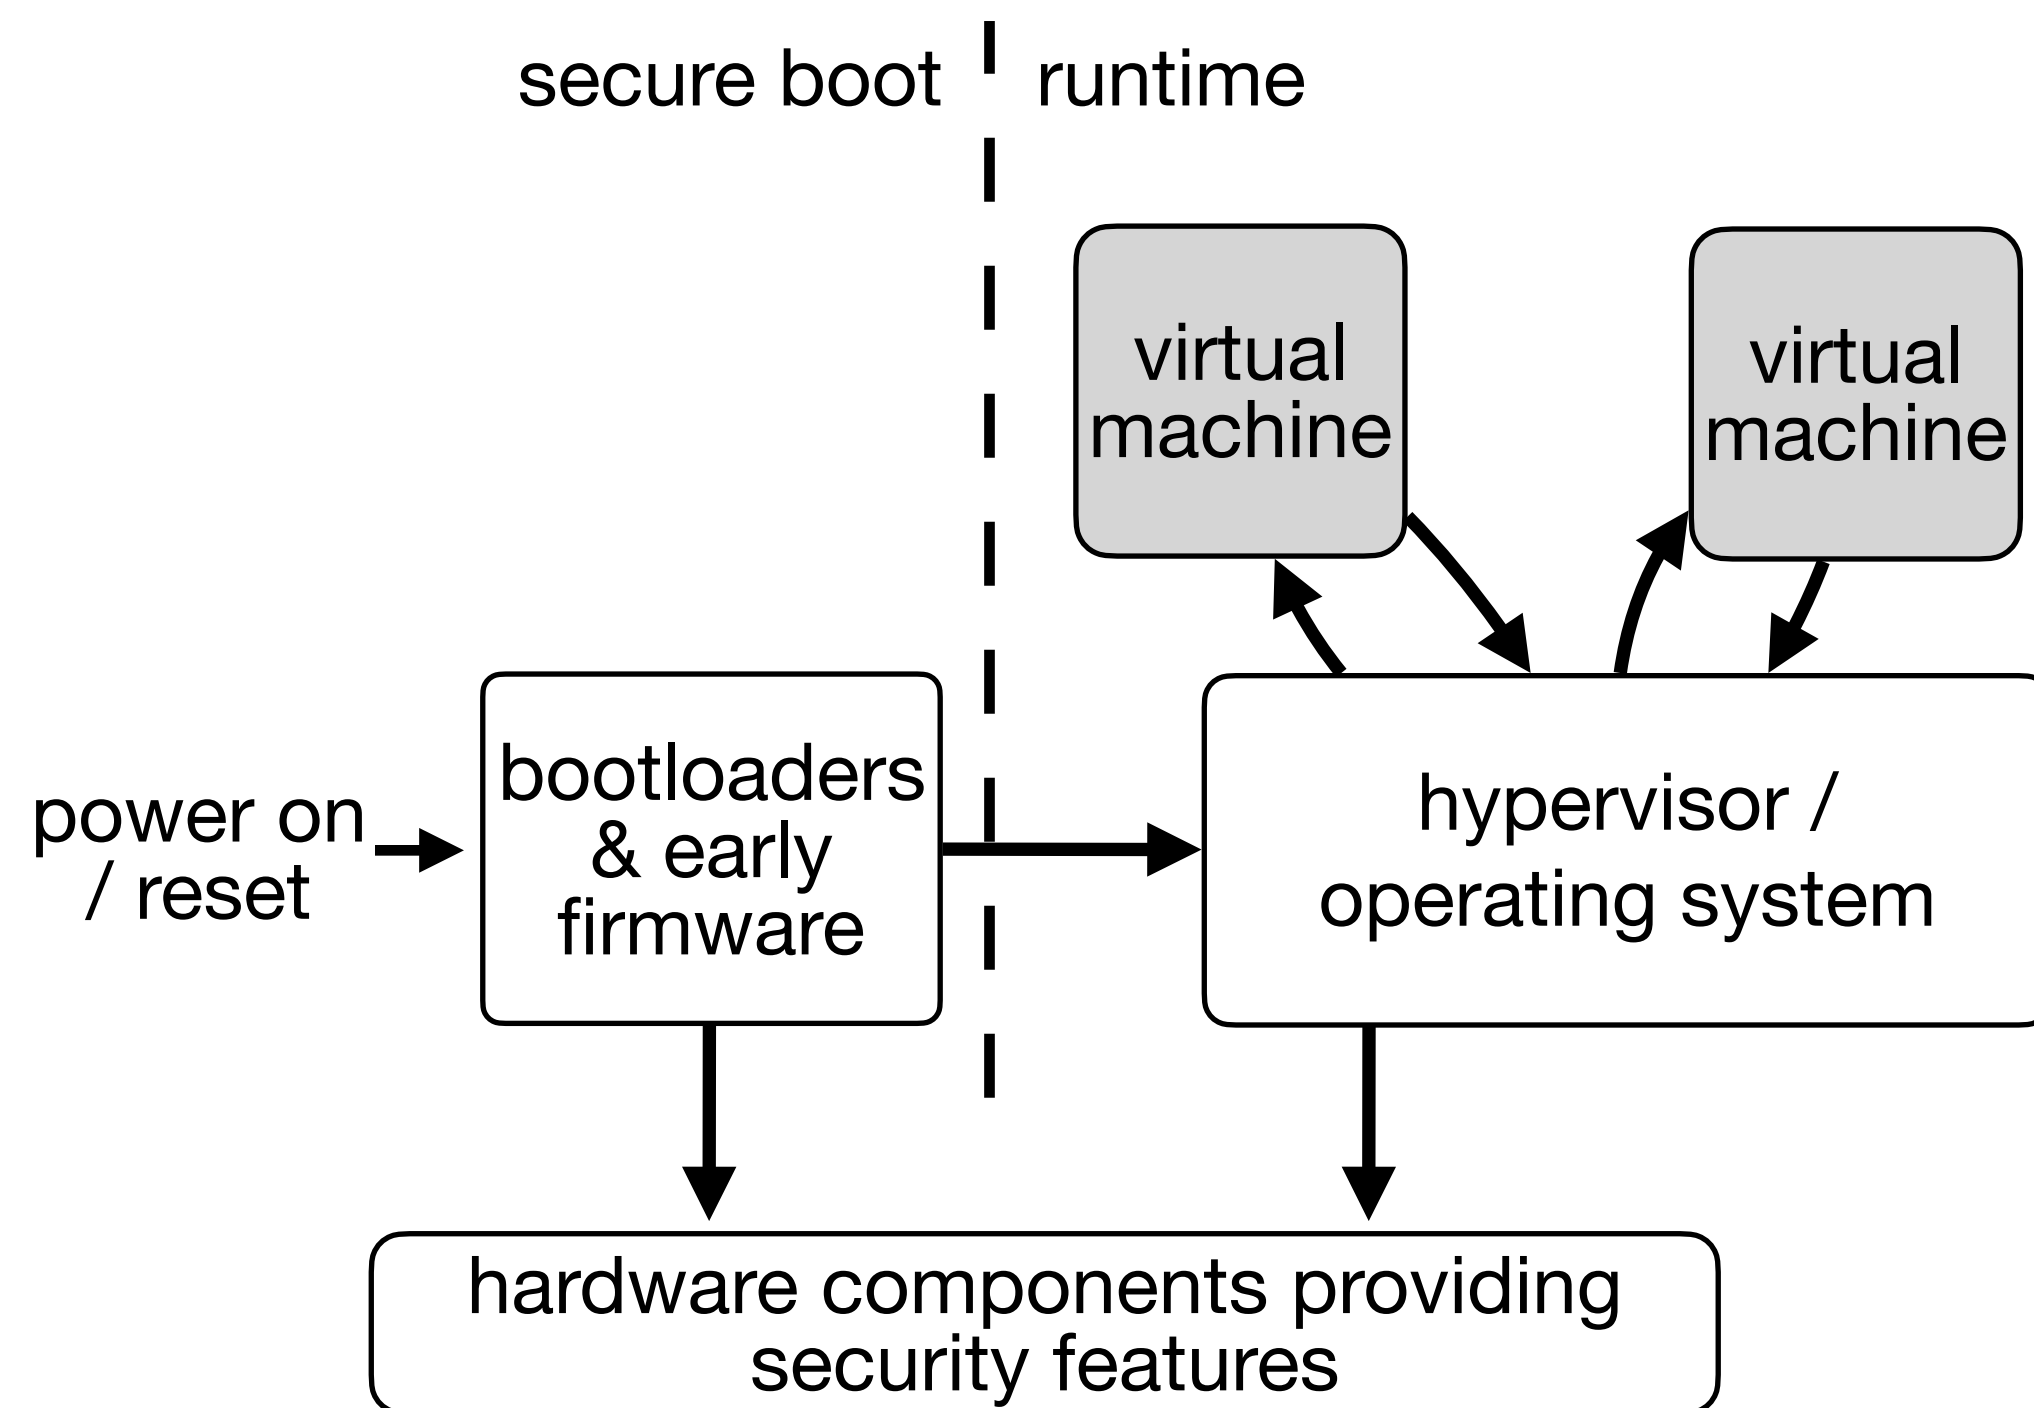 secure boot
runtime
virtual
machine
virtual
machine
power on
/ reset
bootloaders
& early
firmware
hypervisor /
operating system
hardware components providing
security features